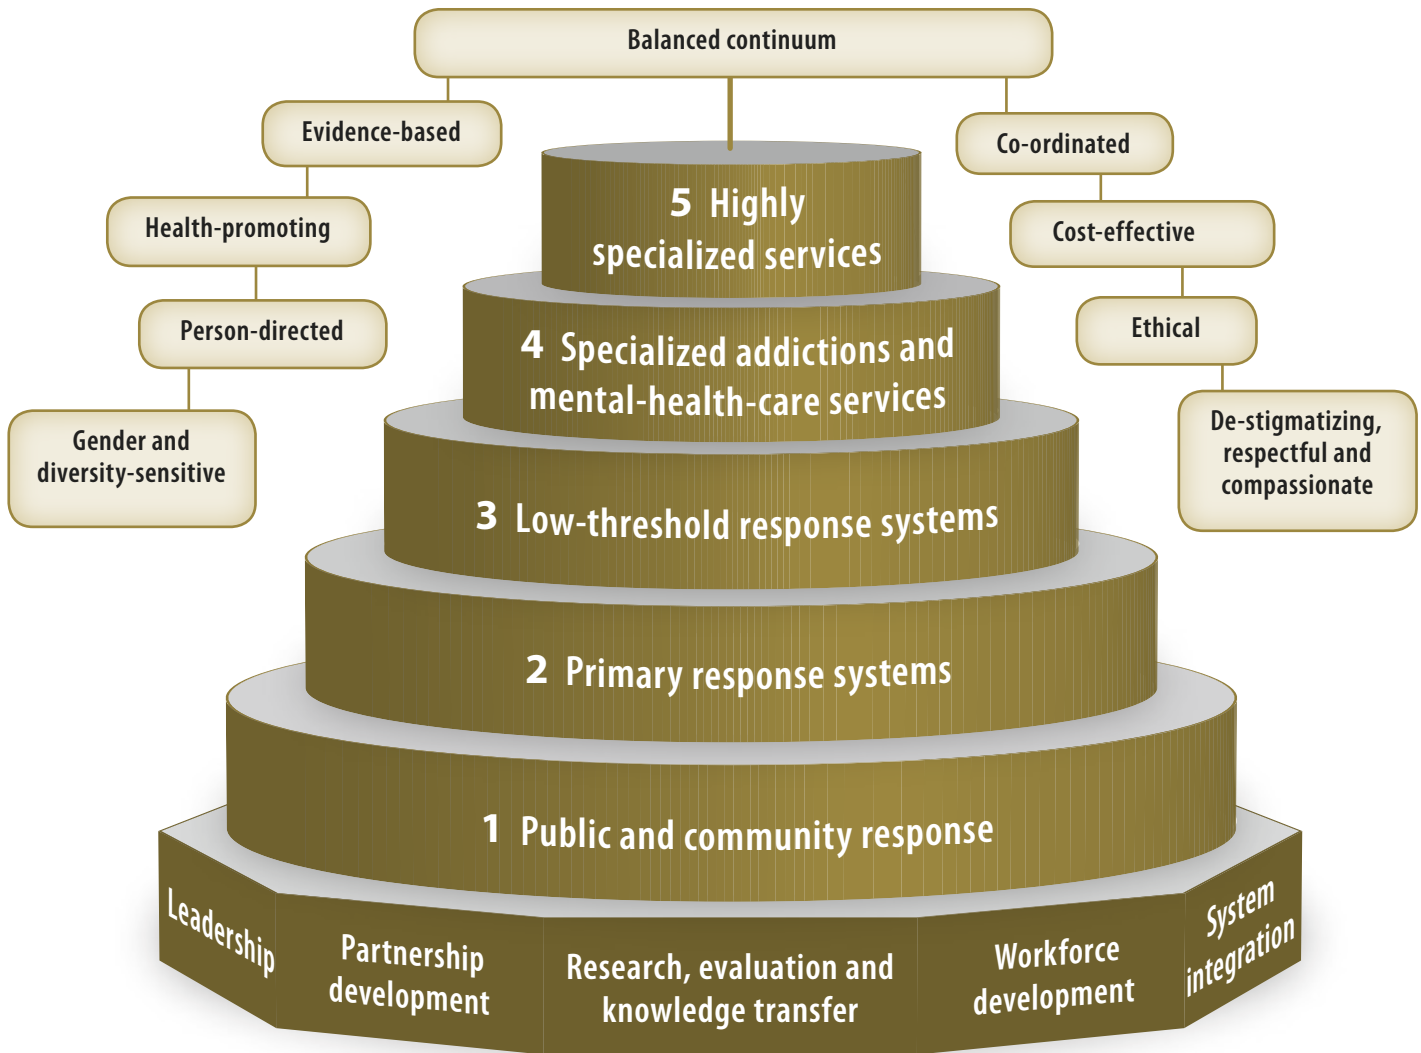 Balanced continuum
Evidence-based
Co-ordinated
Health-promoting
Cost-effective
Person-directed
Ethical
Gender and
diversity-sensitive
De-stigmatizing,
respectful and
compassionate
5 Highly
specialized services
4 Specialized addictions and
mental-health-care services
3 Low-threshold response systems
2 Primary response systems
1 Public and community response
Leadership
Partnership
development
Research, evaluation and
knowledge transfer
Workforce
development
System
integration